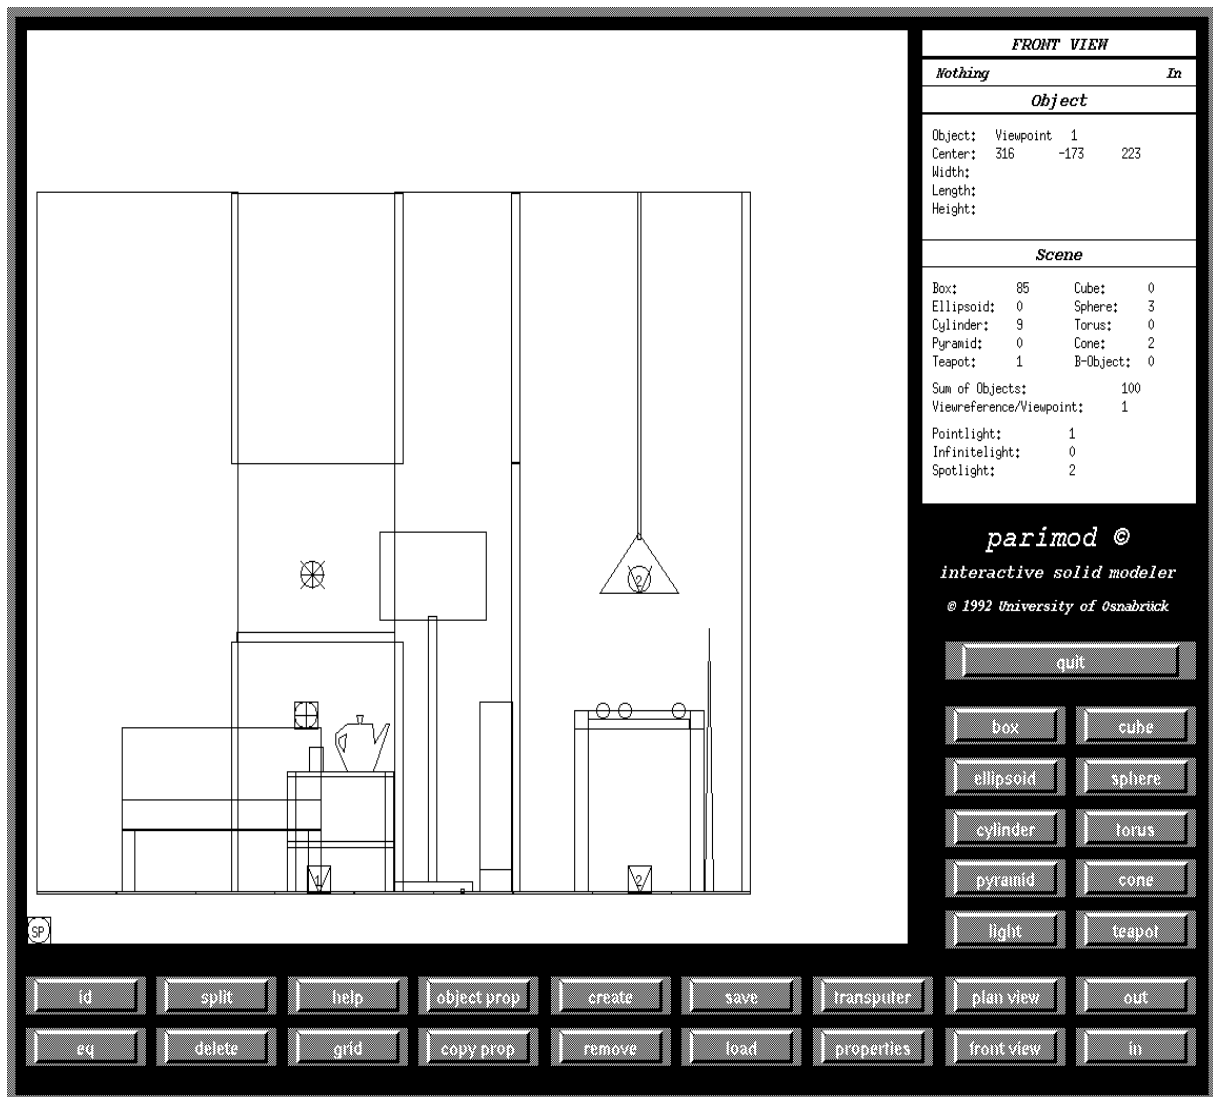 FRONT VIEW
Nothing In
Object
Object: Viewpoint 1
Center: 316 -173 223
Width:
Length:
Height:
Scene
Box: 85 Cube: 0
Ellipsoid: 0 Sphere: 3
Cylinder: 9 Torus: 0
Pyramid: 0 Cone: 2
Teapot: 1 B-Object: 0
Sum of Objects: 100
Viewreference/Viewpoint: 1
Pointlight: 1
Infinitelight: 0
Spotlight: 2
parimod ©
interactive solid modeler
© 1992 University of Osnabrück
quit
box cube
ellipsoid sphere
cylinder torus
pyramid cone
light teapot
2
1
2
SP
id split help object prop create save transputer plan view out
eq delete grid copy prop remove load properties front view in